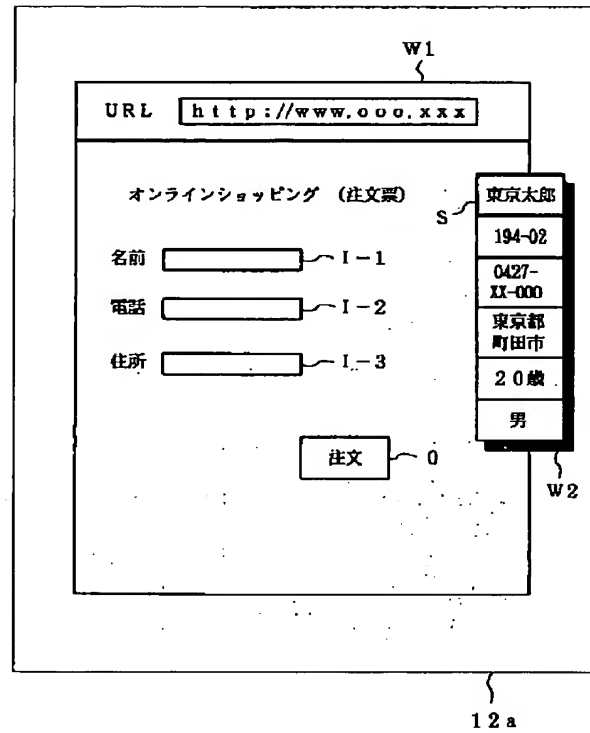 W1
URL http://www.ooo.xxx
オンラインショッピング (注文票)
S
東京太郎
194-02
0427-
XX-000
東京都
町田市
20歳
男
名前 I-1
電話 I-2
住所 I-3
注文 O
W2
12a